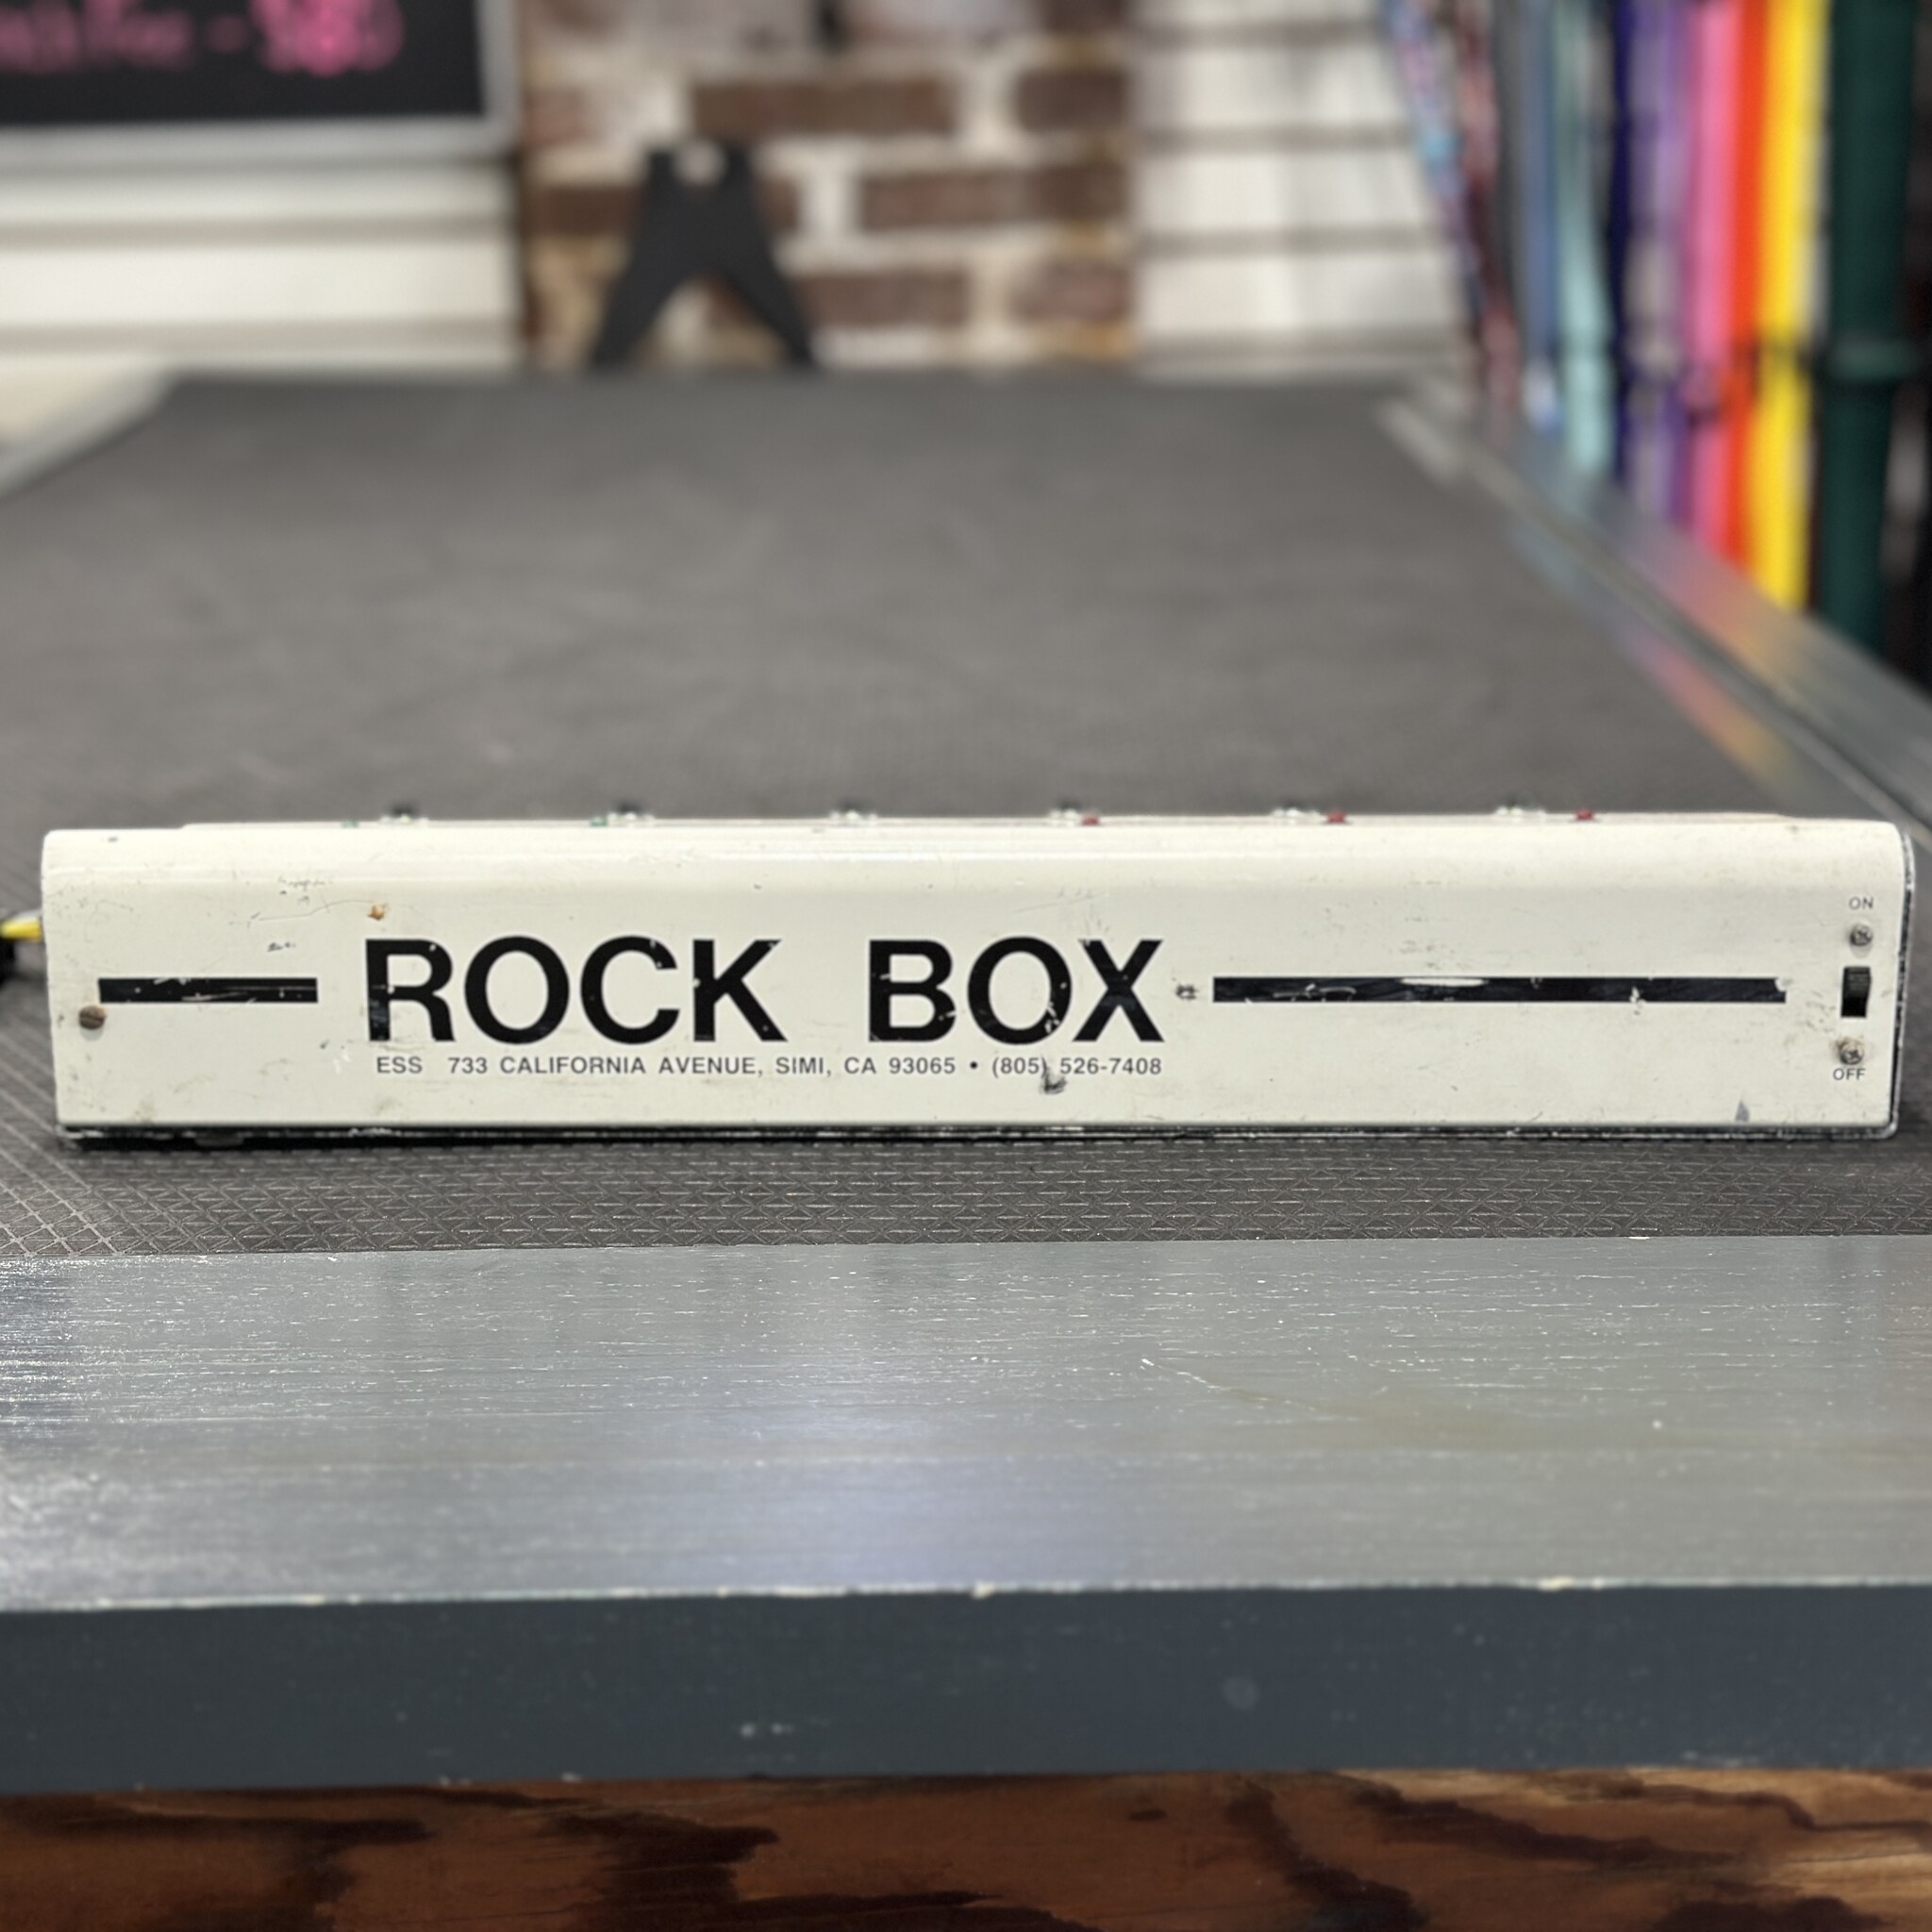 ROCK BOX
ESS 733 CALIFORNIA AVENUE, SIMI, CA 93065 • (805) 526-7408
ON
OFF